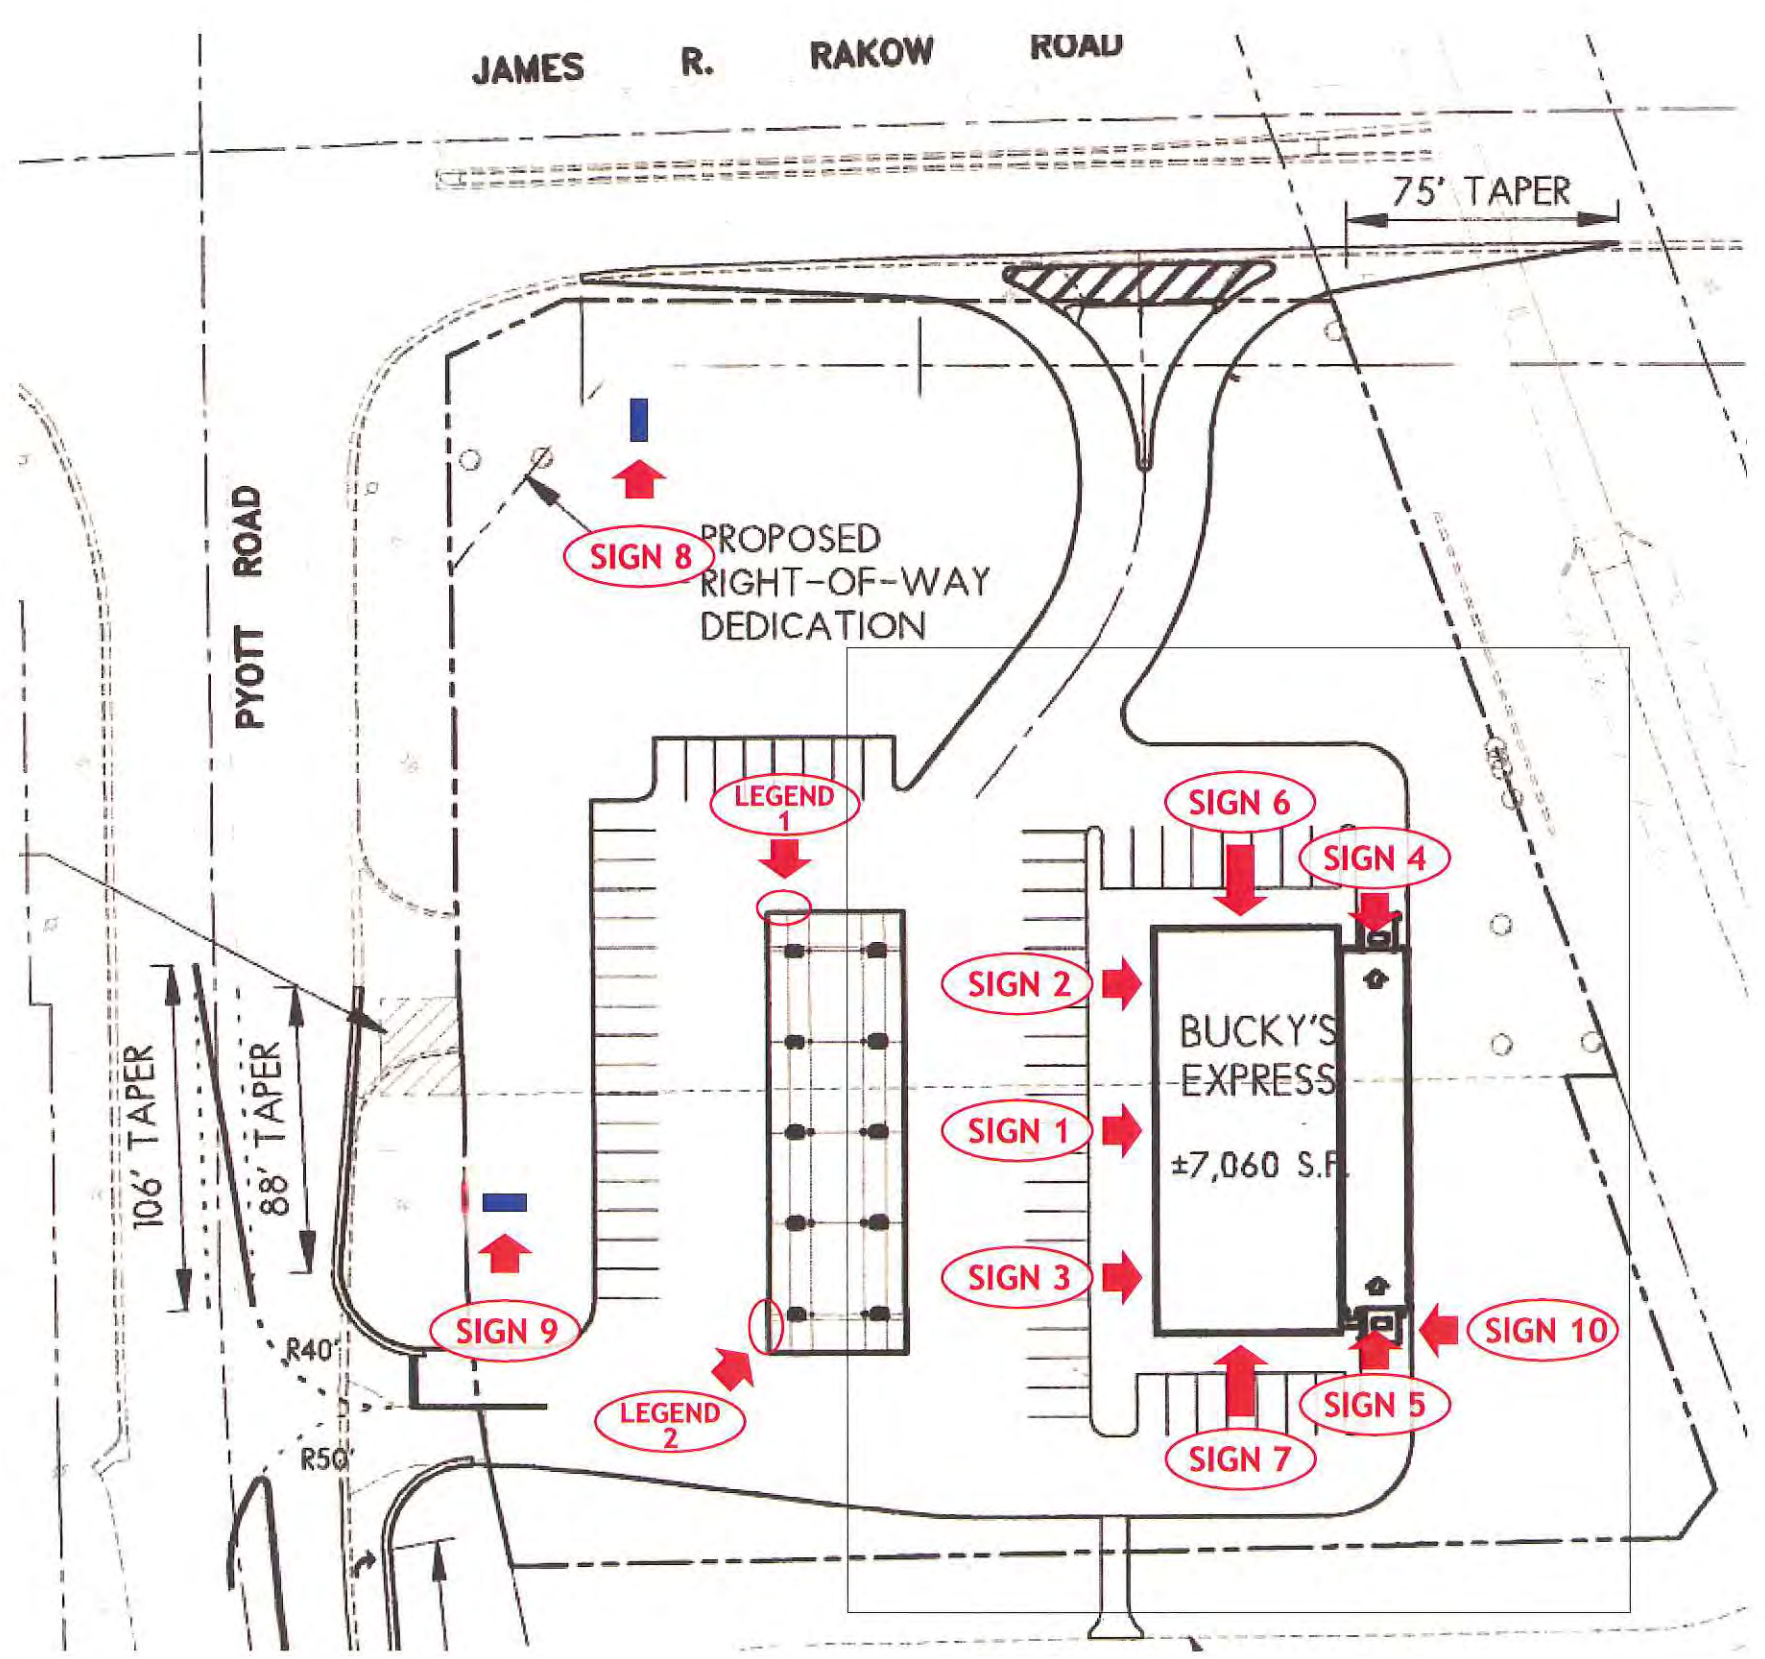 JAMES R. RAKOW ROAD
75' TAPER
PYOTT ROAD
SIGN 8
PROPOSED
RIGHT-OF-WAY
DEDICATION
LEGEND
1
SIGN 6
SIGN 4
SIGN 2
BUCKY'S
EXPRESS
SIGN 1
±7,060 S.F.
106' TAPER
88' TAPER
SIGN 3
SIGN 9
SIGN 10
R40'
LEGEND
2
SIGN 5
R50'
SIGN 7